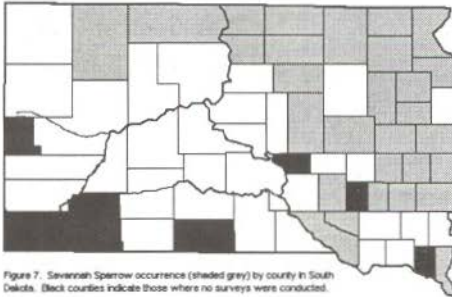 Figure 7. Savannah Sparrow occurrence (shaded grey) by county in South
Dakota. Black counties indicate those where no surveys were conducted.